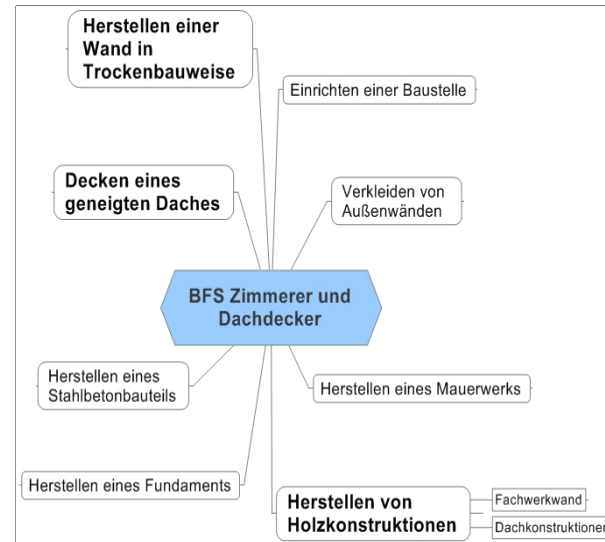 Herstellen einer
Wand in
Trockenbauweise
Einrichten einer Baustelle
Decken eines
geneigten Daches
Verkleiden von
Außenwänden
BFS Zimmerer und
Dachdecker
Herstellen eines
Stahlbetonbauteils
Herstellen eines Mauerwerks
Herstellen eines Fundaments
Herstellen von
Holzkonstruktionen
Fachwerkwand
Dachkonstruktionen